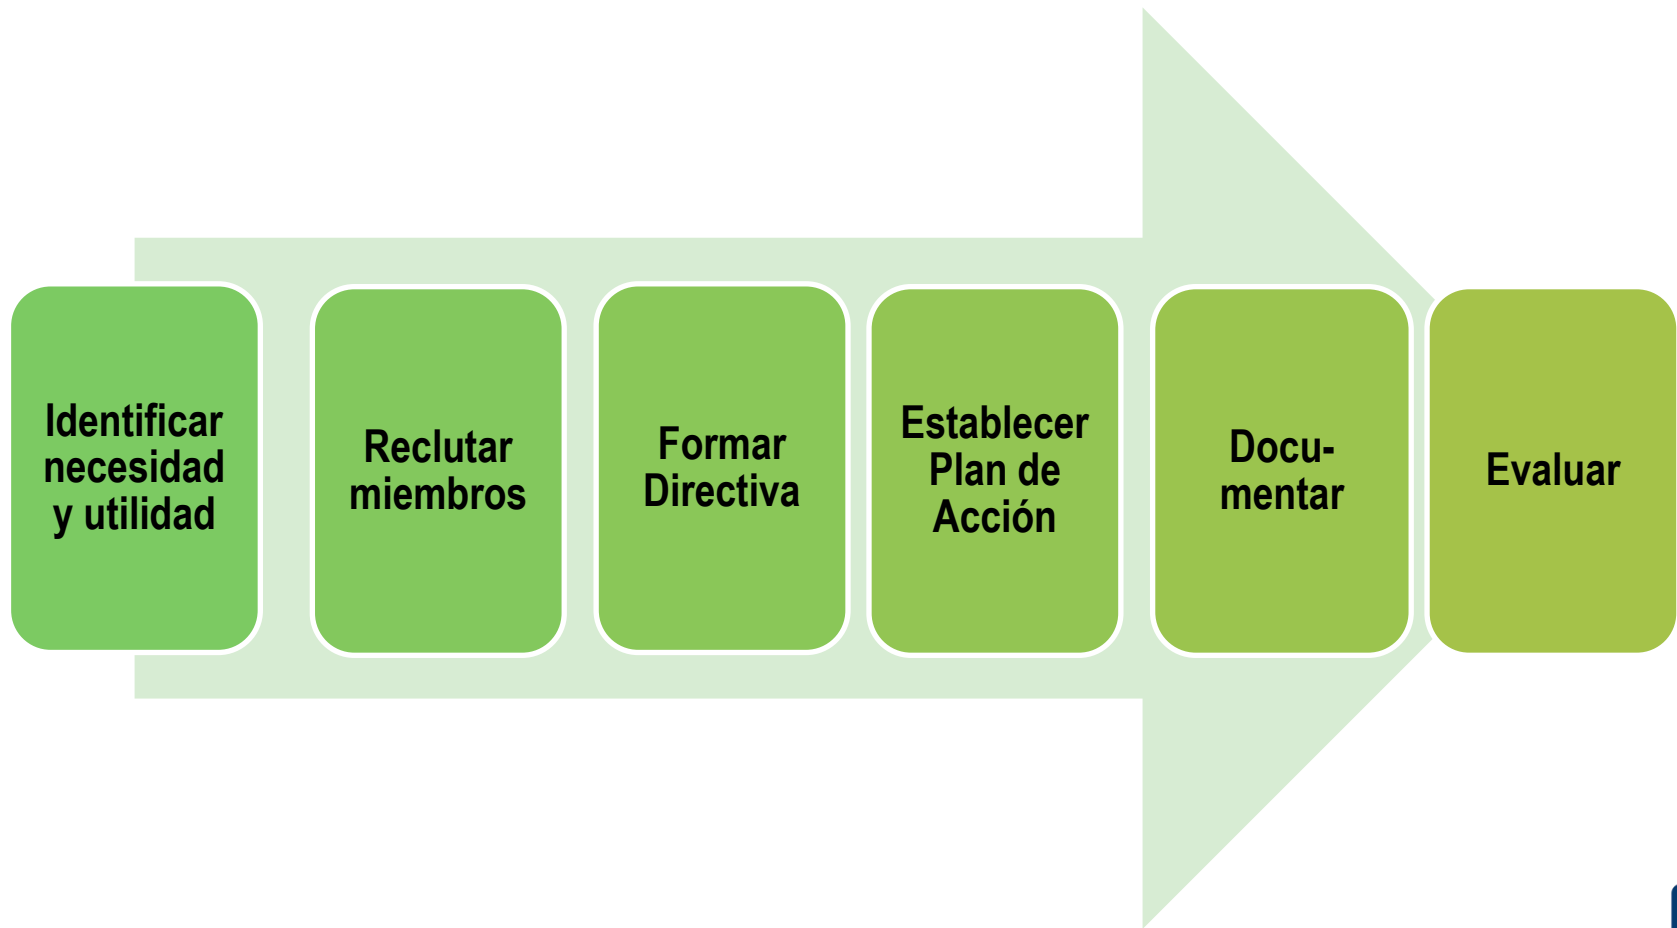 Identificar
necesidad
y utilidad
Reclutar
miembros
Formar
Directiva
Establecer
Plan de
Acción
Docu-
mentar
Evaluar